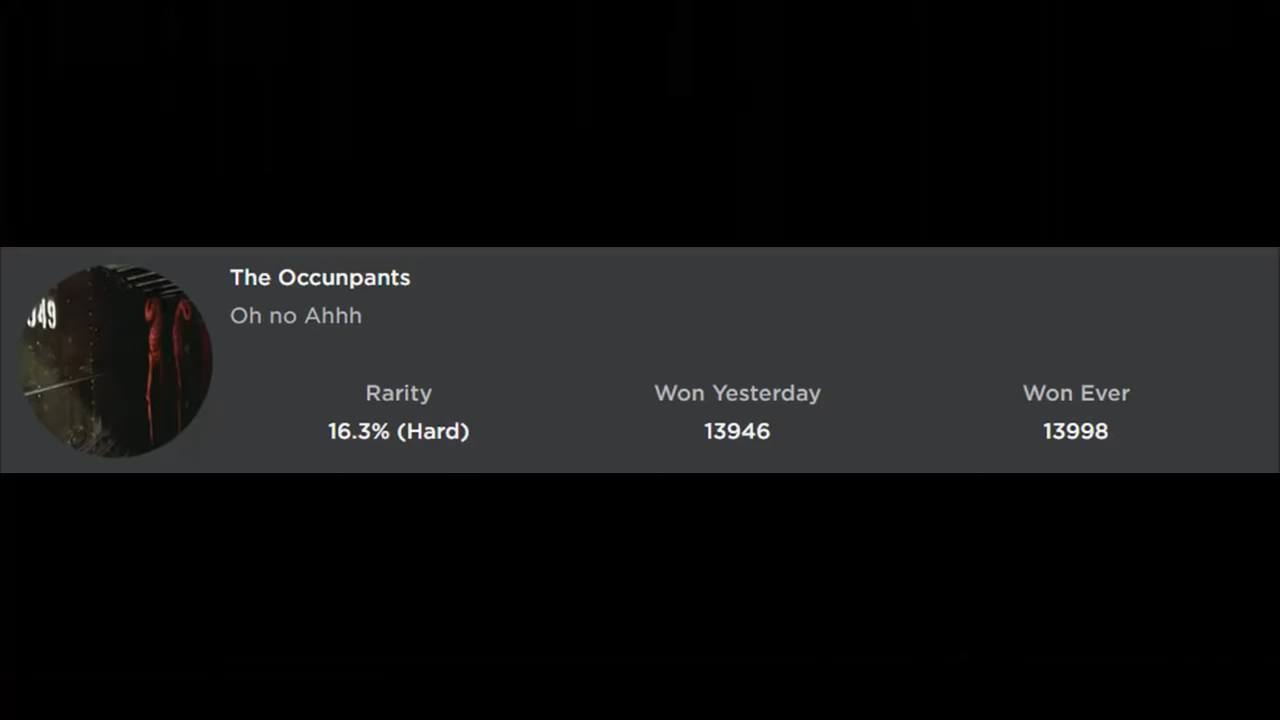 The Occunpants
Oh no Ahhh
Rarity
Won Yesterday
Won Ever
16.3% (Hard)
13946
13998